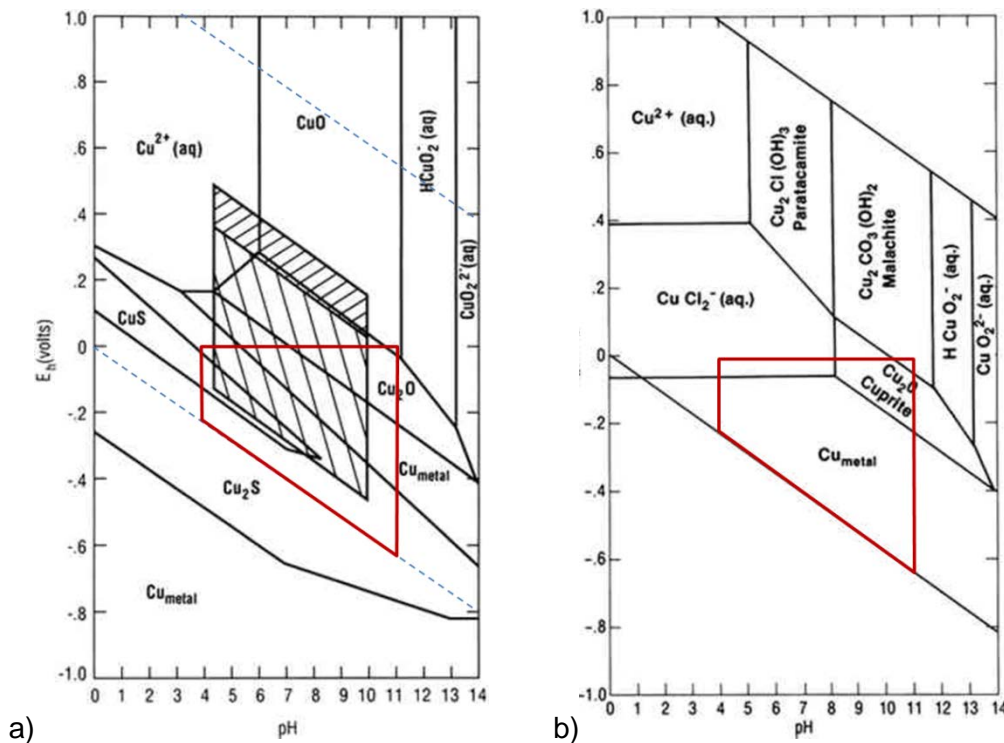 1.0
.8
.6
.4
.2
0
-.2
-.4
-.6
-.8
-1.0
Eh(volts)
Cu2+ (aq)
CuO
HCuO2- (aq)
CuO22- (aq)
CuS
Cu2O
Cumetal
Cu2S
Cumetal
0 1 2 3 4 5 6 7 8 9 10 11 12 13 14
pH
a)
1.0
.8
.6
.4
.2
0
-.2
-.4
-.6
-.8
-1.0
Cu2+ (aq.)
Cu2 Cl (OH)3
Paratacamite
Cu2 CO3 (OH)2
Malachite
H Cu O2- (aq.)
Cu O22- (aq.)
Cu Cl2- (aq.)
Cu2O
Cuprite
Cumetal
0 1 2 3 4 5 6 7 8 9 10 11 12 13 14
pH
b)